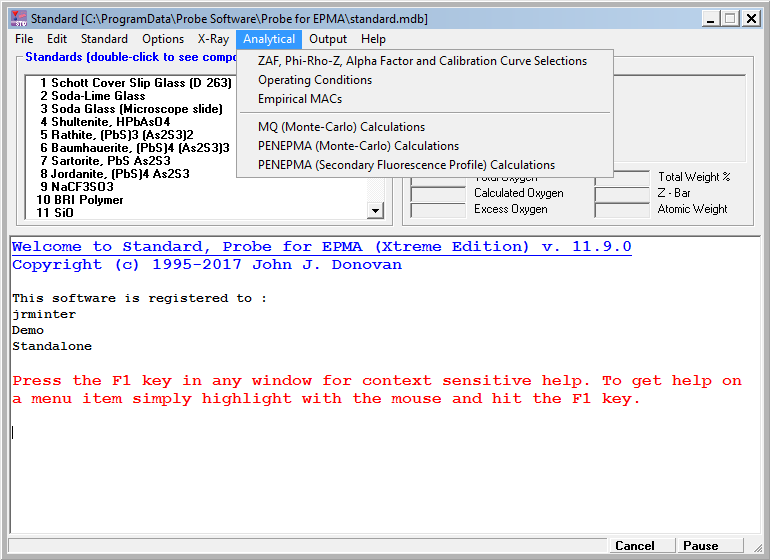 Standard [C:\ProgramData\Probe Software\Probe for EPMA\standard.mdb]
File Edit Standard Options X-Ray Analytical Output Help
Standards (double-click to see compo
1 Schott Cover Slip Glass (D 263)
2 Soda-Lime Glass
3 Soda Glass (Microscope slide)
4 Shultenite, HPbAsO4
5 Rathite, (PbS)3 (As2S3)2
6 Baumhauerite, (PbS)4 (As2S3)3
7 Sartorite, PbS As2S3
8 Jordanite, (PbS)4 As2S3
9 NaCF3SO3
10 BRI Polymer
11 SiO
ZAF, Phi-Rho-Z, Alpha Factor and Calibration Curve Selections
Operating Conditions
Empirical MACs
MQ (Monte-Carlo) Calculations
PENEPMA (Monte-Carlo) Calculations
PENEPMA (Secondary Fluorescence Profile) Calculations
Total Oxygen Total Weight %
Calculated Oxygen Z - Bar
Excess Oxygen Atomic Weight
Welcome to Standard, Probe for EPMA (Xtreme Edition) v. 11.9.0
Copyright (c) 1995-2017 John J. Donovan
This software is registered to :
jrminter
Demo
Standalone
Press the F1 key in any window for context sensitive help. To get help on
a menu item simply highlight with the mouse and hit the F1 key.
Cancel Pause